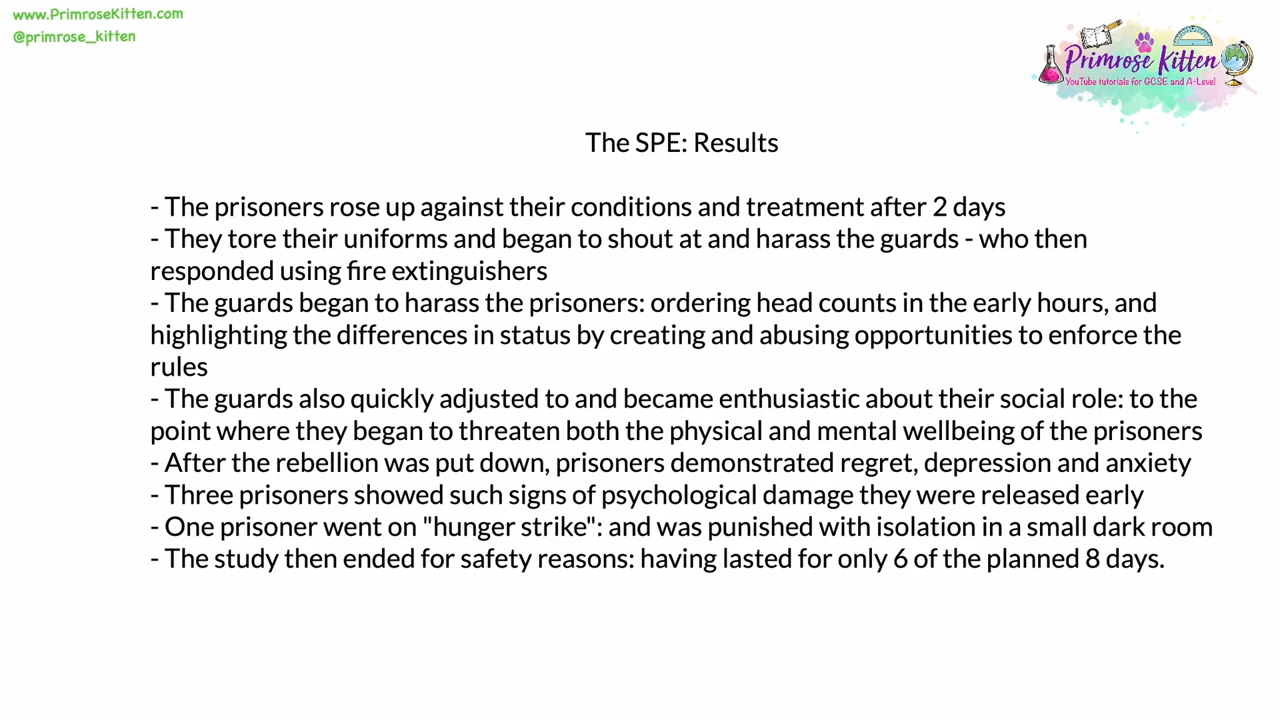 www.PrimroseKitten.com
@primrose_kitten
Primrose Kitten
YouTube tutorials for GCSE and A-Level
The SPE: Results
- The prisoners rose up against their conditions and treatment after 2 days
- They tore their uniforms and began to shout at and harass the guards - who then
responded using fire extinguishers
- The guards began to harass the prisoners: ordering head counts in the early hours, and
highlighting the differences in status by creating and abusing opportunities to enforce the
rules
- The guards also quickly adjusted to and became enthusiastic about their social role: to the
point where they began to threaten both the physical and mental wellbeing of the prisoners
- After the rebellion was put down, prisoners demonstrated regret, depression and anxiety
- Three prisoners showed such signs of psychological damage they were released early
- One prisoner went on "hunger strike": and was punished with isolation in a small dark room
- The study then ended for safety reasons: having lasted for only 6 of the planned 8 days.